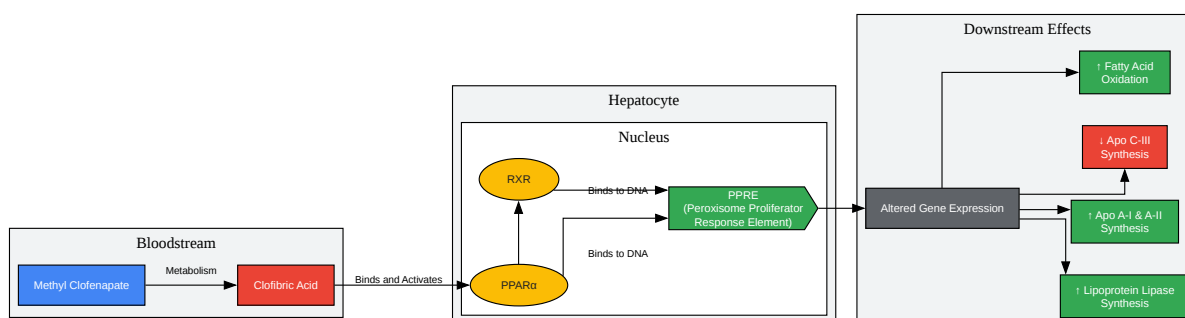 Bloodstream
Methyl Clofenapate
Metabolism
Clofibric Acid
Binds and Activates
Hepatocyte
Nucleus
RXR
PPARα
Binds to DNA
Binds to DNA
PPRE
(Peroxisome Proliferator
Response Element)
Downstream Effects
Altered Gene Expression
↑ Fatty Acid
Oxidation
↓ Apo C-III
Synthesis
↑ Apo A-I & A-II
Synthesis
↑ Lipoprotein Lipase
Synthesis